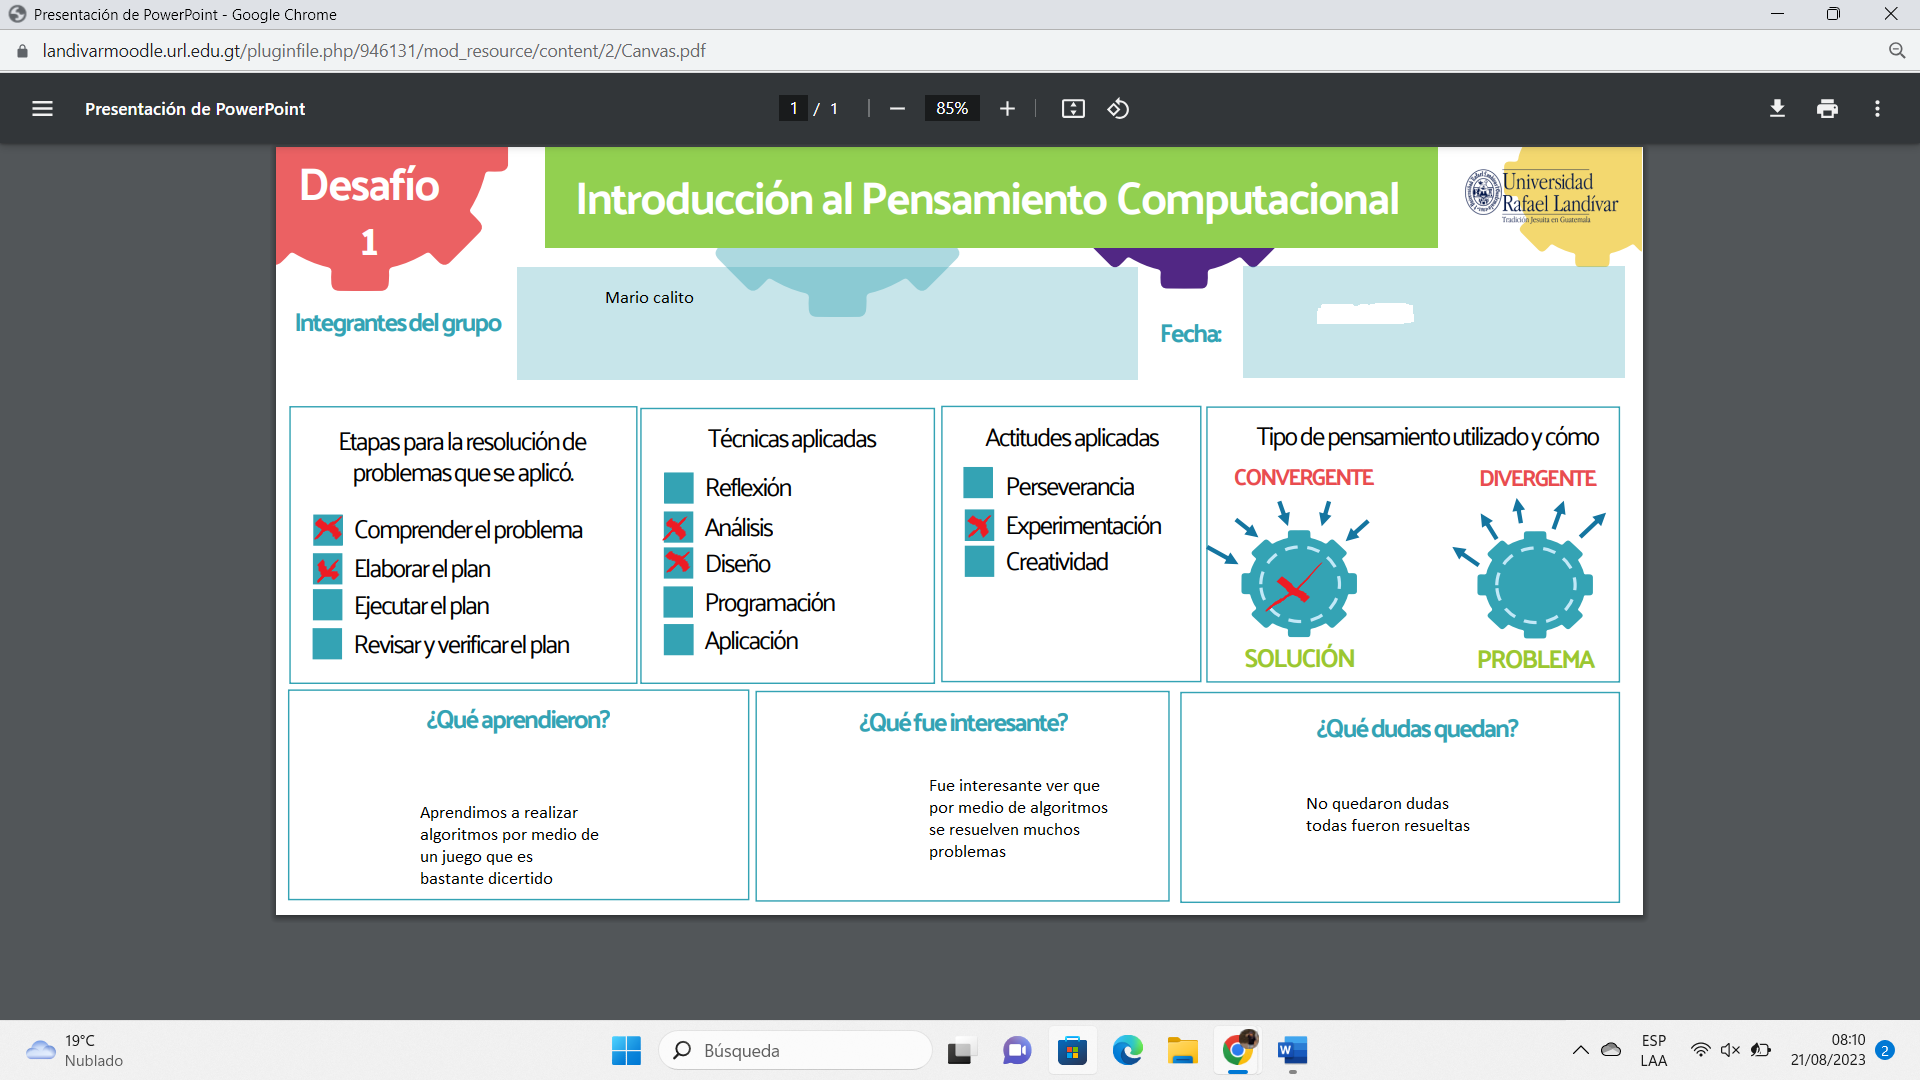 Presentación de PowerPoint - Google Chrome
landivarmoodle.url.edu.gt/pluginfile.php/946131/mod_resource/content/2/Canvas.pdf
Presentación de PowerPoint
1 / 1
85%
Desafío
1
Introducción al Pensamiento Computacional
Universidad
Rafael Landívar
Tradición Jesuita en Guatemala
Integrantes del grupo
Mario calito
Fecha:
Etapas para la resolución de
problemas que se aplicó.
Comprender el problema
Elaborar el plan
Ejecutar el plan
Revisar y verificar el plan
Técnicas aplicadas
Reflexión
Análisis
Diseño
Programación
Aplicación
Actitudes aplicadas
Perseverancia
Experimentación
Creatividad
Tipo de pensamiento utilizado y cómo
CONVERGENTE
DIVERGENTE
SOLUCIÓN
PROBLEMA
¿Qué aprendieron?
Aprendimos a realizar
algoritmos por medio de
un juego que es
bastante dicertido
¿Qué fue interesante?
Fue interesante ver que
por medio de algoritmos
se resuelven muchos
problemas
¿Qué dudas quedan?
No quedaron dudas
todas fueron resueltas
19°C
Nublado
Búsqueda
ESP
LAA
08:10
21/08/2023
2